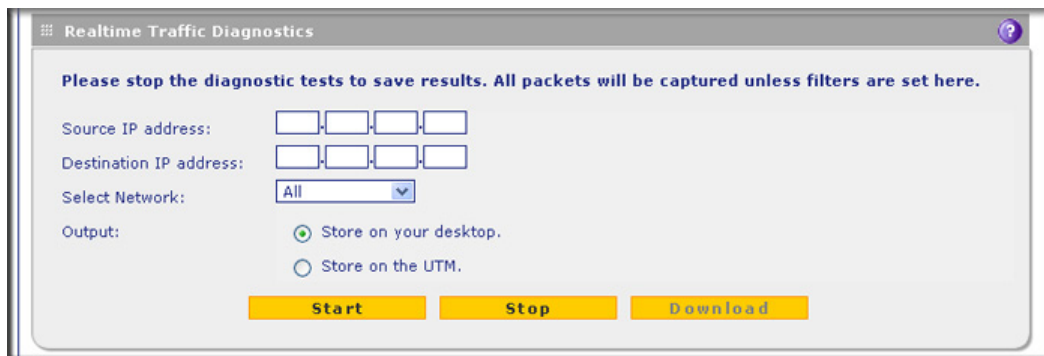 Realtime Traffic Diagnostics ?
Please stop the diagnostic tests to save results. All packets will be captured unless filters are set here.
Source IP address: . . .
Destination IP address: . . .
Select Network: All
Output: Store on your desktop.
Store on the UTM.
Start Stop Download